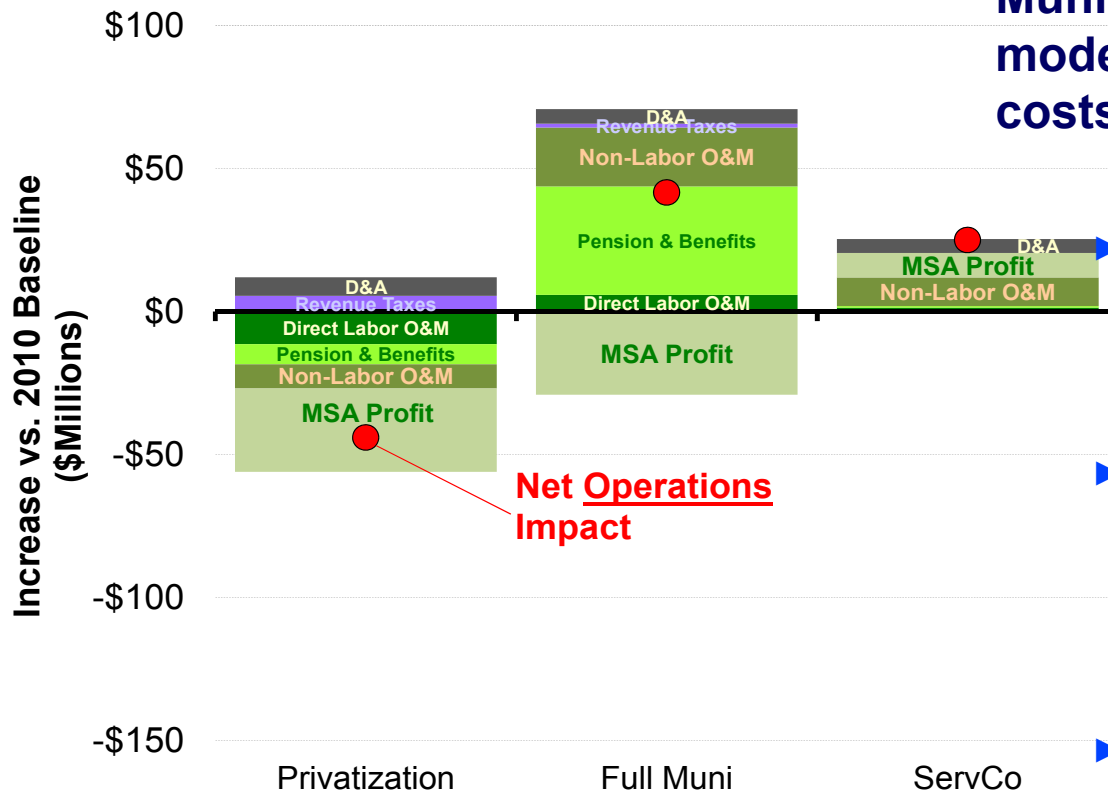 $100
$50
$0
-$50
-$100
-$150
Increase vs. 2010 Baseline
($Millions)
mode
costs
D&A
Revenue Taxes
Direct Labor O&M
Pension & Benefits
Non-Labor O&M
MSA Profit
D&A
Revenue Taxes
Non-Labor O&M
Pension & Benefits
Direct Labor O&M
MSA Profit
D&A
MSA Profit
Non-Labor O&M
Net Operations
Impact
Privatization
Full Muni
ServCo